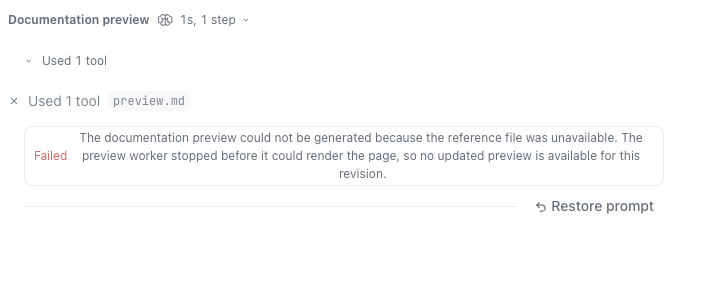 Documentation preview 1s, 1 step
Used 1 tool
Used 1 tool preview.md
The documentation preview could not be generated because the reference file was unavailable. The
Failed preview worker stopped before it could render the page, so no updated preview is available for this
revision.
Restore prompt